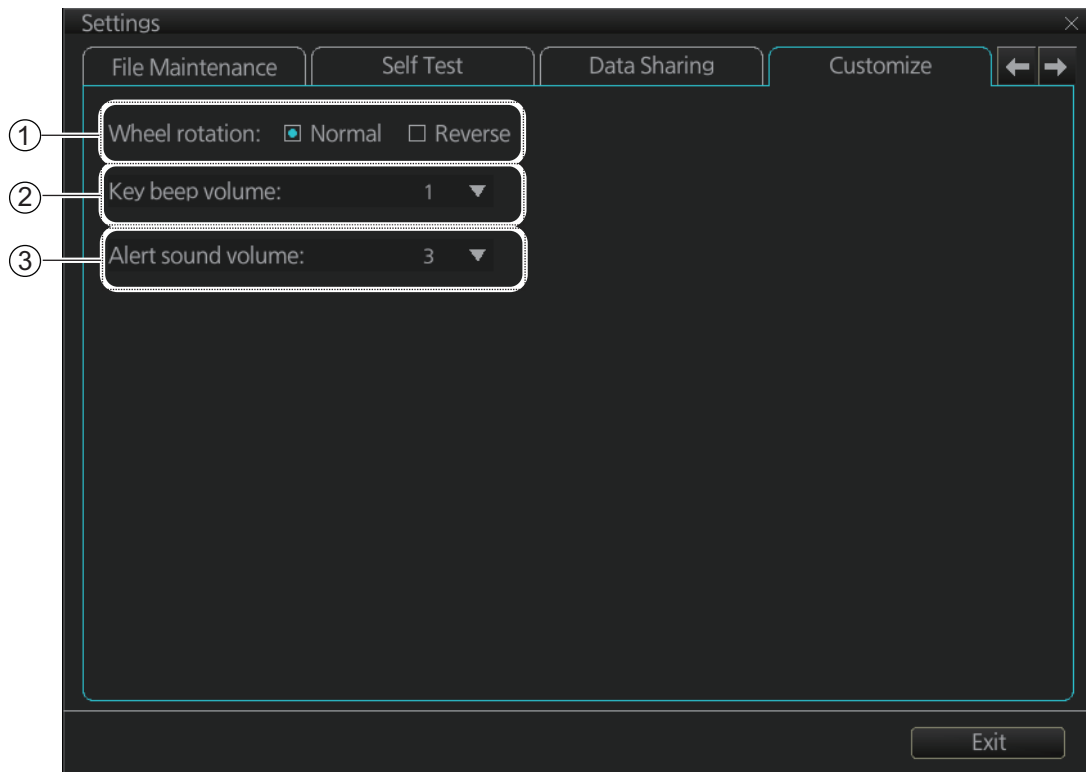 Settings
File Maintenance Self Test Data Sharing Customize
1 Wheel rotation: Normal Reverse
2 Key beep volume: 1
3 Alert sound volume: 3
Exit